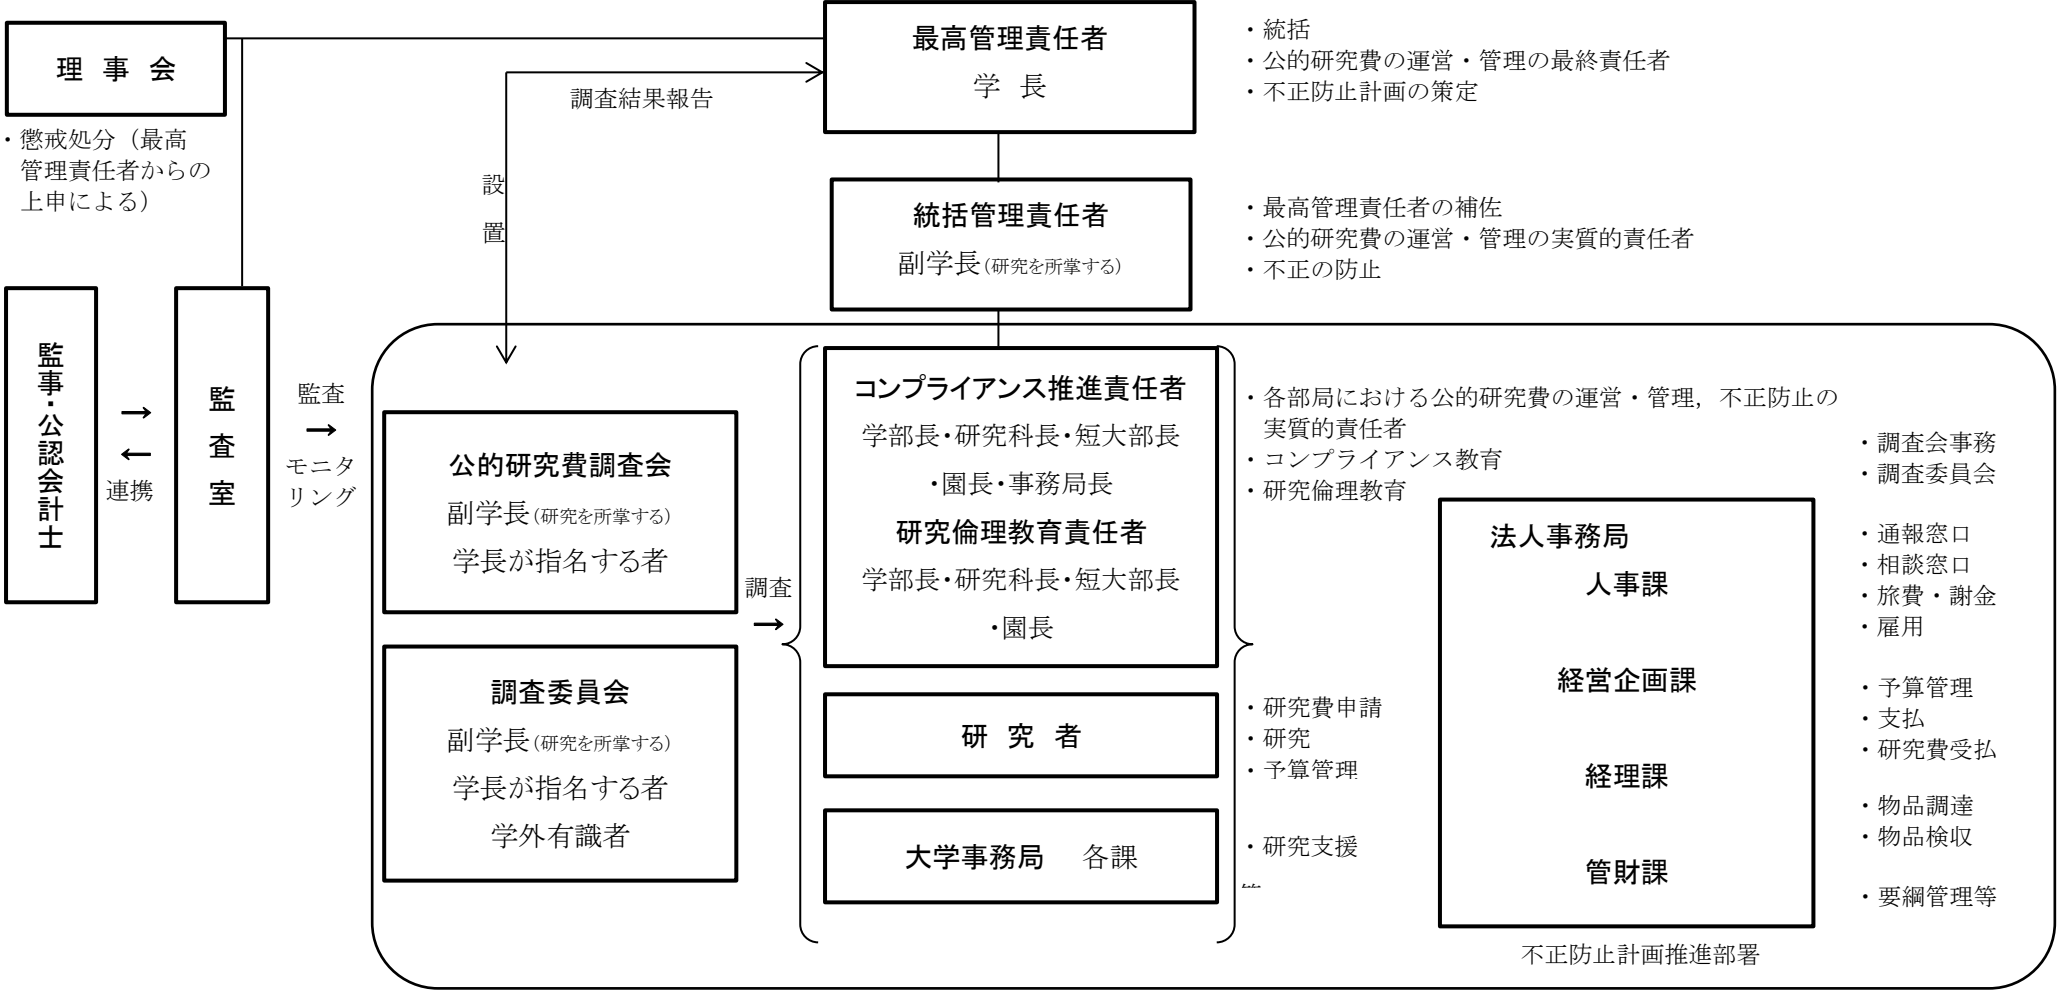 理 事 会
・懲戒処分（最高
管理責任者からの
上申による）
最高管理責任者
学 長
・統括
・公的研究費の運営・管理の最終責任者
・不正防止計画の策定
調査結果報告
設
置
統括管理責任者
副学長（研究を所掌する）
・最高管理責任者の補佐
・公的研究費の運営・管理の実質的責任者
・不正の防止
監事・公認会計士
→
←
連携
監査室
監査
→
モニタ
リング
公的研究費調査会
副学長（研究を所掌する）
学長が指名する者
調査委員会
副学長（研究を所掌する）
学長が指名する者
学外有識者
調査
→
コンプライアンス推進責任者
学部長・研究科長・短大部長
・園長・事務局長
研究倫理教育責任者
学部長・研究科長・短大部長
・園長
研 究 者
大学事務局 各課
・各部局における公的研究費の運営・管理，不正防止の
実質的責任者
・コンプライアンス教育
・研究倫理教育
・研究費申請
・研究
・予算管理
・研究支援
法人事務局
人事課
経営企画課
経理課
管財課
不正防止計画推進部署
・調査会事務
・調査委員会
・通報窓口
・相談窓口
・旅費・謝金
・雇用
・予算管理
・支払
・研究費受払
・物品調達
・物品検収
・要綱管理等